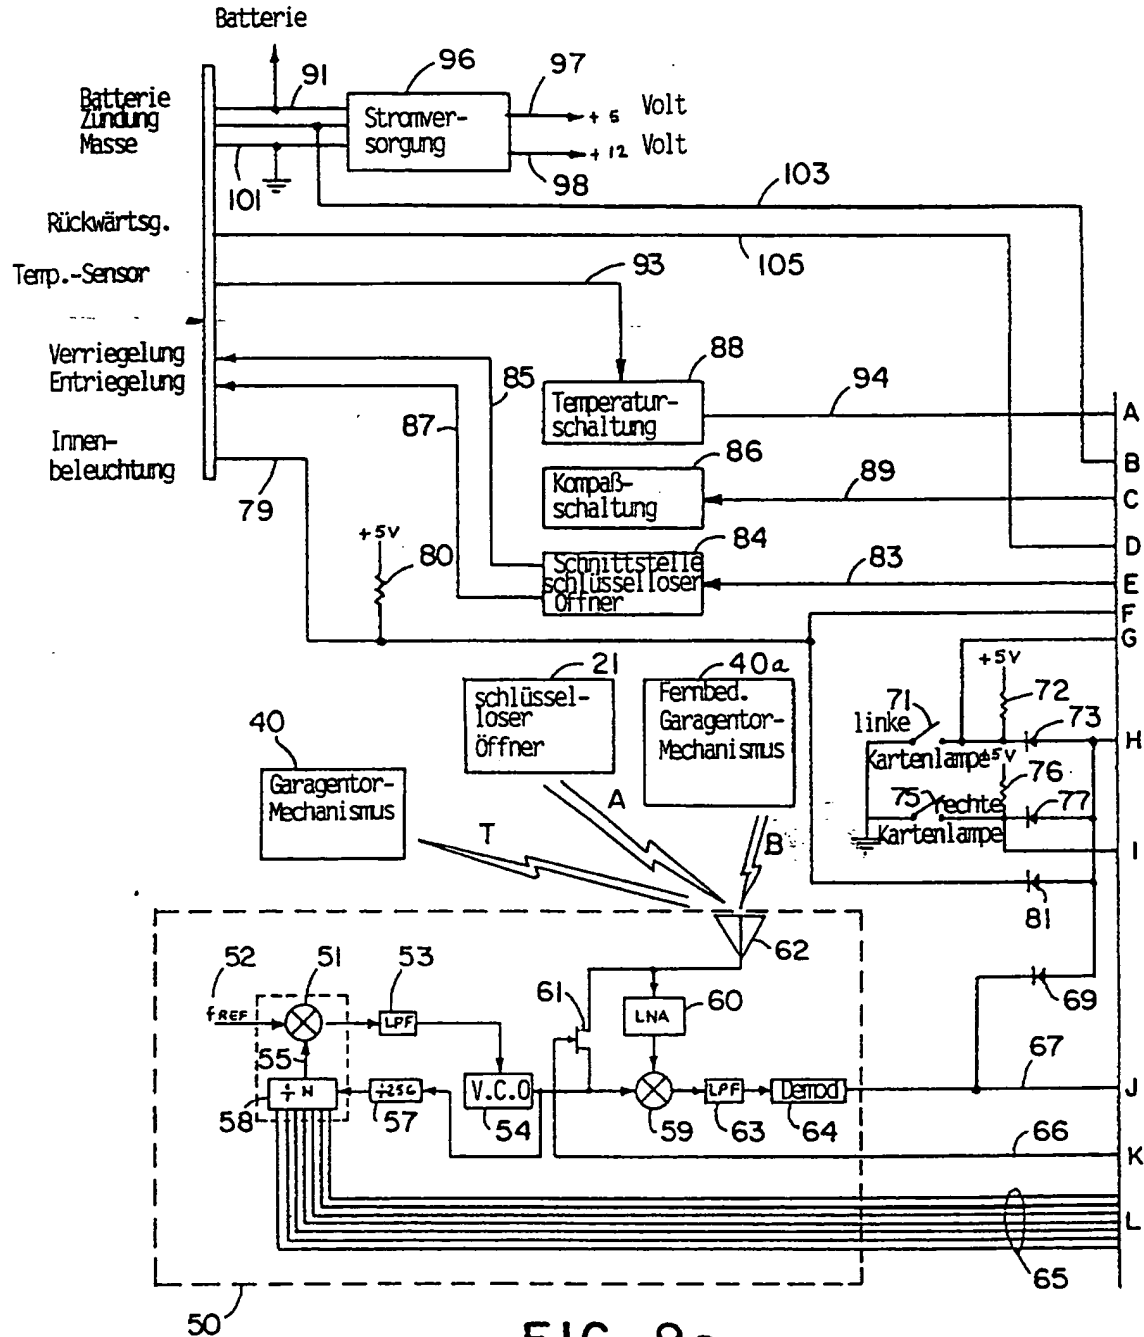 Batterie
91
96
97
Batterie
Zündung
Masse
Stromver-
sorgung
+ 5 Volt
+ 12 Volt
101
98
103
Rückwärtsg.
105
Temp.-Sensor
93
88
Verriegelung
Entriegelung
85
Temperatur-
schaltung
94
A
87
86
Innen-
beleuchtung
B
Kompaß-
schaltung
89
C
79
+5V
84
D
80
Schnittstelle
schlüsselloser
Öffner
83
E
F
G
21
40a
+5V
schlüssel-
loser
Öffner
Fernbed.
Garagentor-
Mechanismus
71
72
linke
73
H
40
Kartenlampe
+5V
Garagentor-
Mechanismus
A
75
rechte
76
77
T
B
Kartenlampe
I
81
62
52
51
53
61
60
69
fREF
LPF
LNA
55
67
÷ N
÷256
V.C.O
LPF
Demod
J
58
57
54
59
63
64
66
K
L
65
50